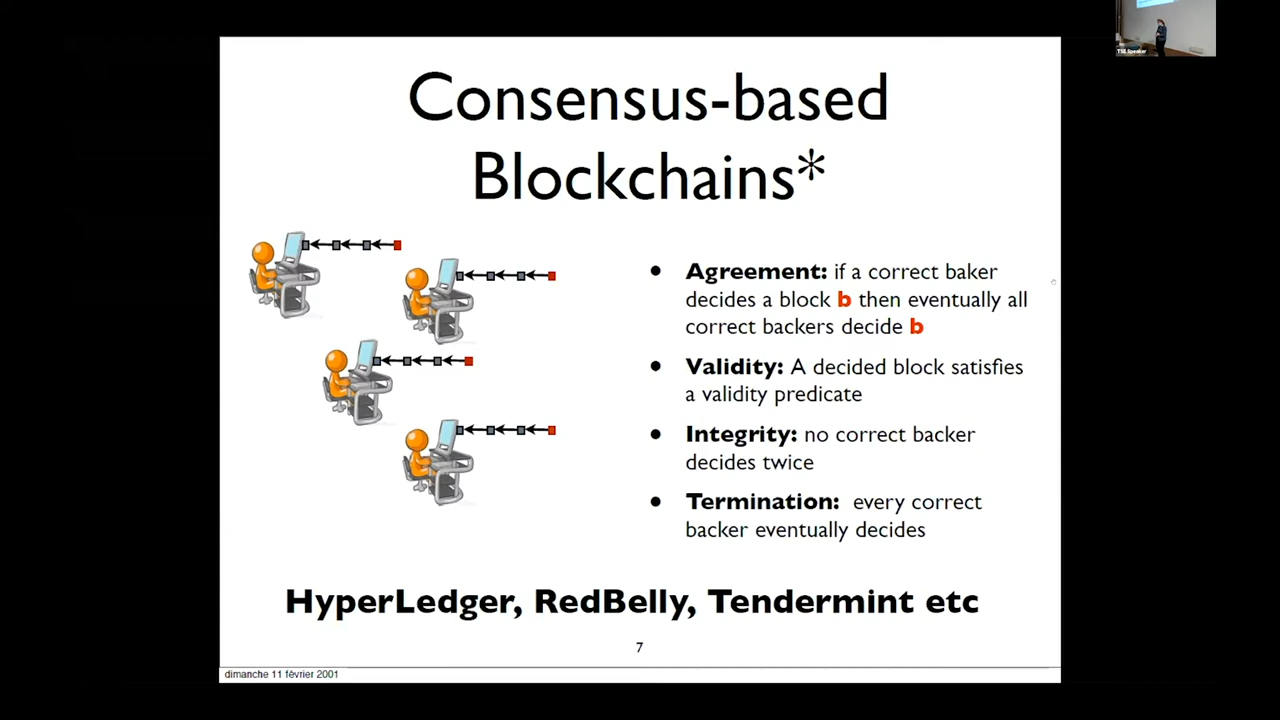 TSE Speaker
Consensus-based
Blockchains*
• Agreement: if a correct baker
decides a block b then eventually all
correct backers decide b
• Validity: A decided block satisfies
a validity predicate
• Integrity: no correct backer
decides twice
• Termination: every correct
backer eventually decides
HyperLedger, RedBelly, Tendermint etc
7
dimanche 11 février 2001